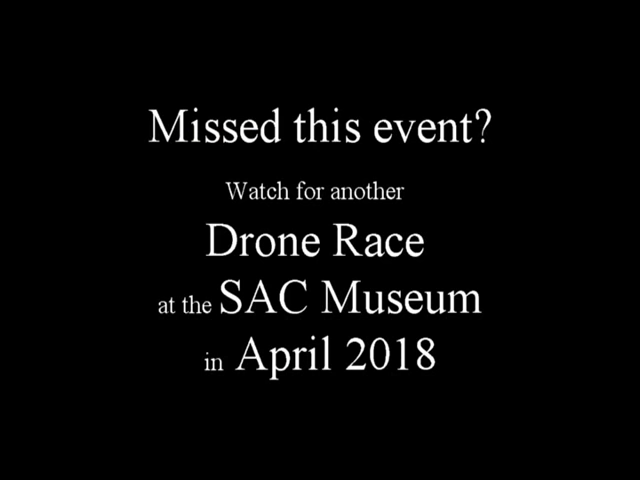 Missed this event?
Watch for another
Drone Race
at the SAC Museum
in April 2018